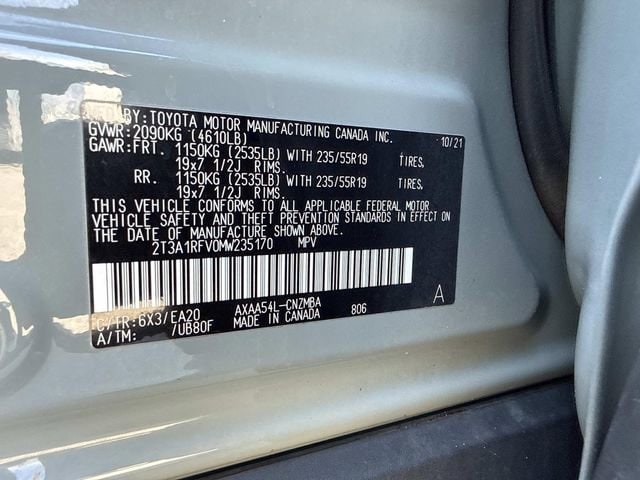 BY:TOYOTA MOTOR MANUFACTURING CANADA INC. 10/21
GVWR:2090KG (4610LB)
GAWR:FRT. 1150KG (2535LB) WITH 235/55R19 TIRES.
19x7 1/2J RIMS.
RR. 1150KG (2535LB) WITH 235/55R19 TIRES.
19x7 1/2J RIMS.
THIS VEHICLE CONFORMS TO ALL APPLICABLE FEDERAL MOTOR
VEHICLE SAFETY AND THEFT PREVENTION STANDARDS IN EFFECT ON
THE DATE OF MANUFACTURE SHOWN ABOVE.
2T3A1RFV0MW235170 MPV
C/TR:6X3/EA20 AXAA54L-CNZMBA 806 A
A/TM: /UB80F MADE IN CANADA